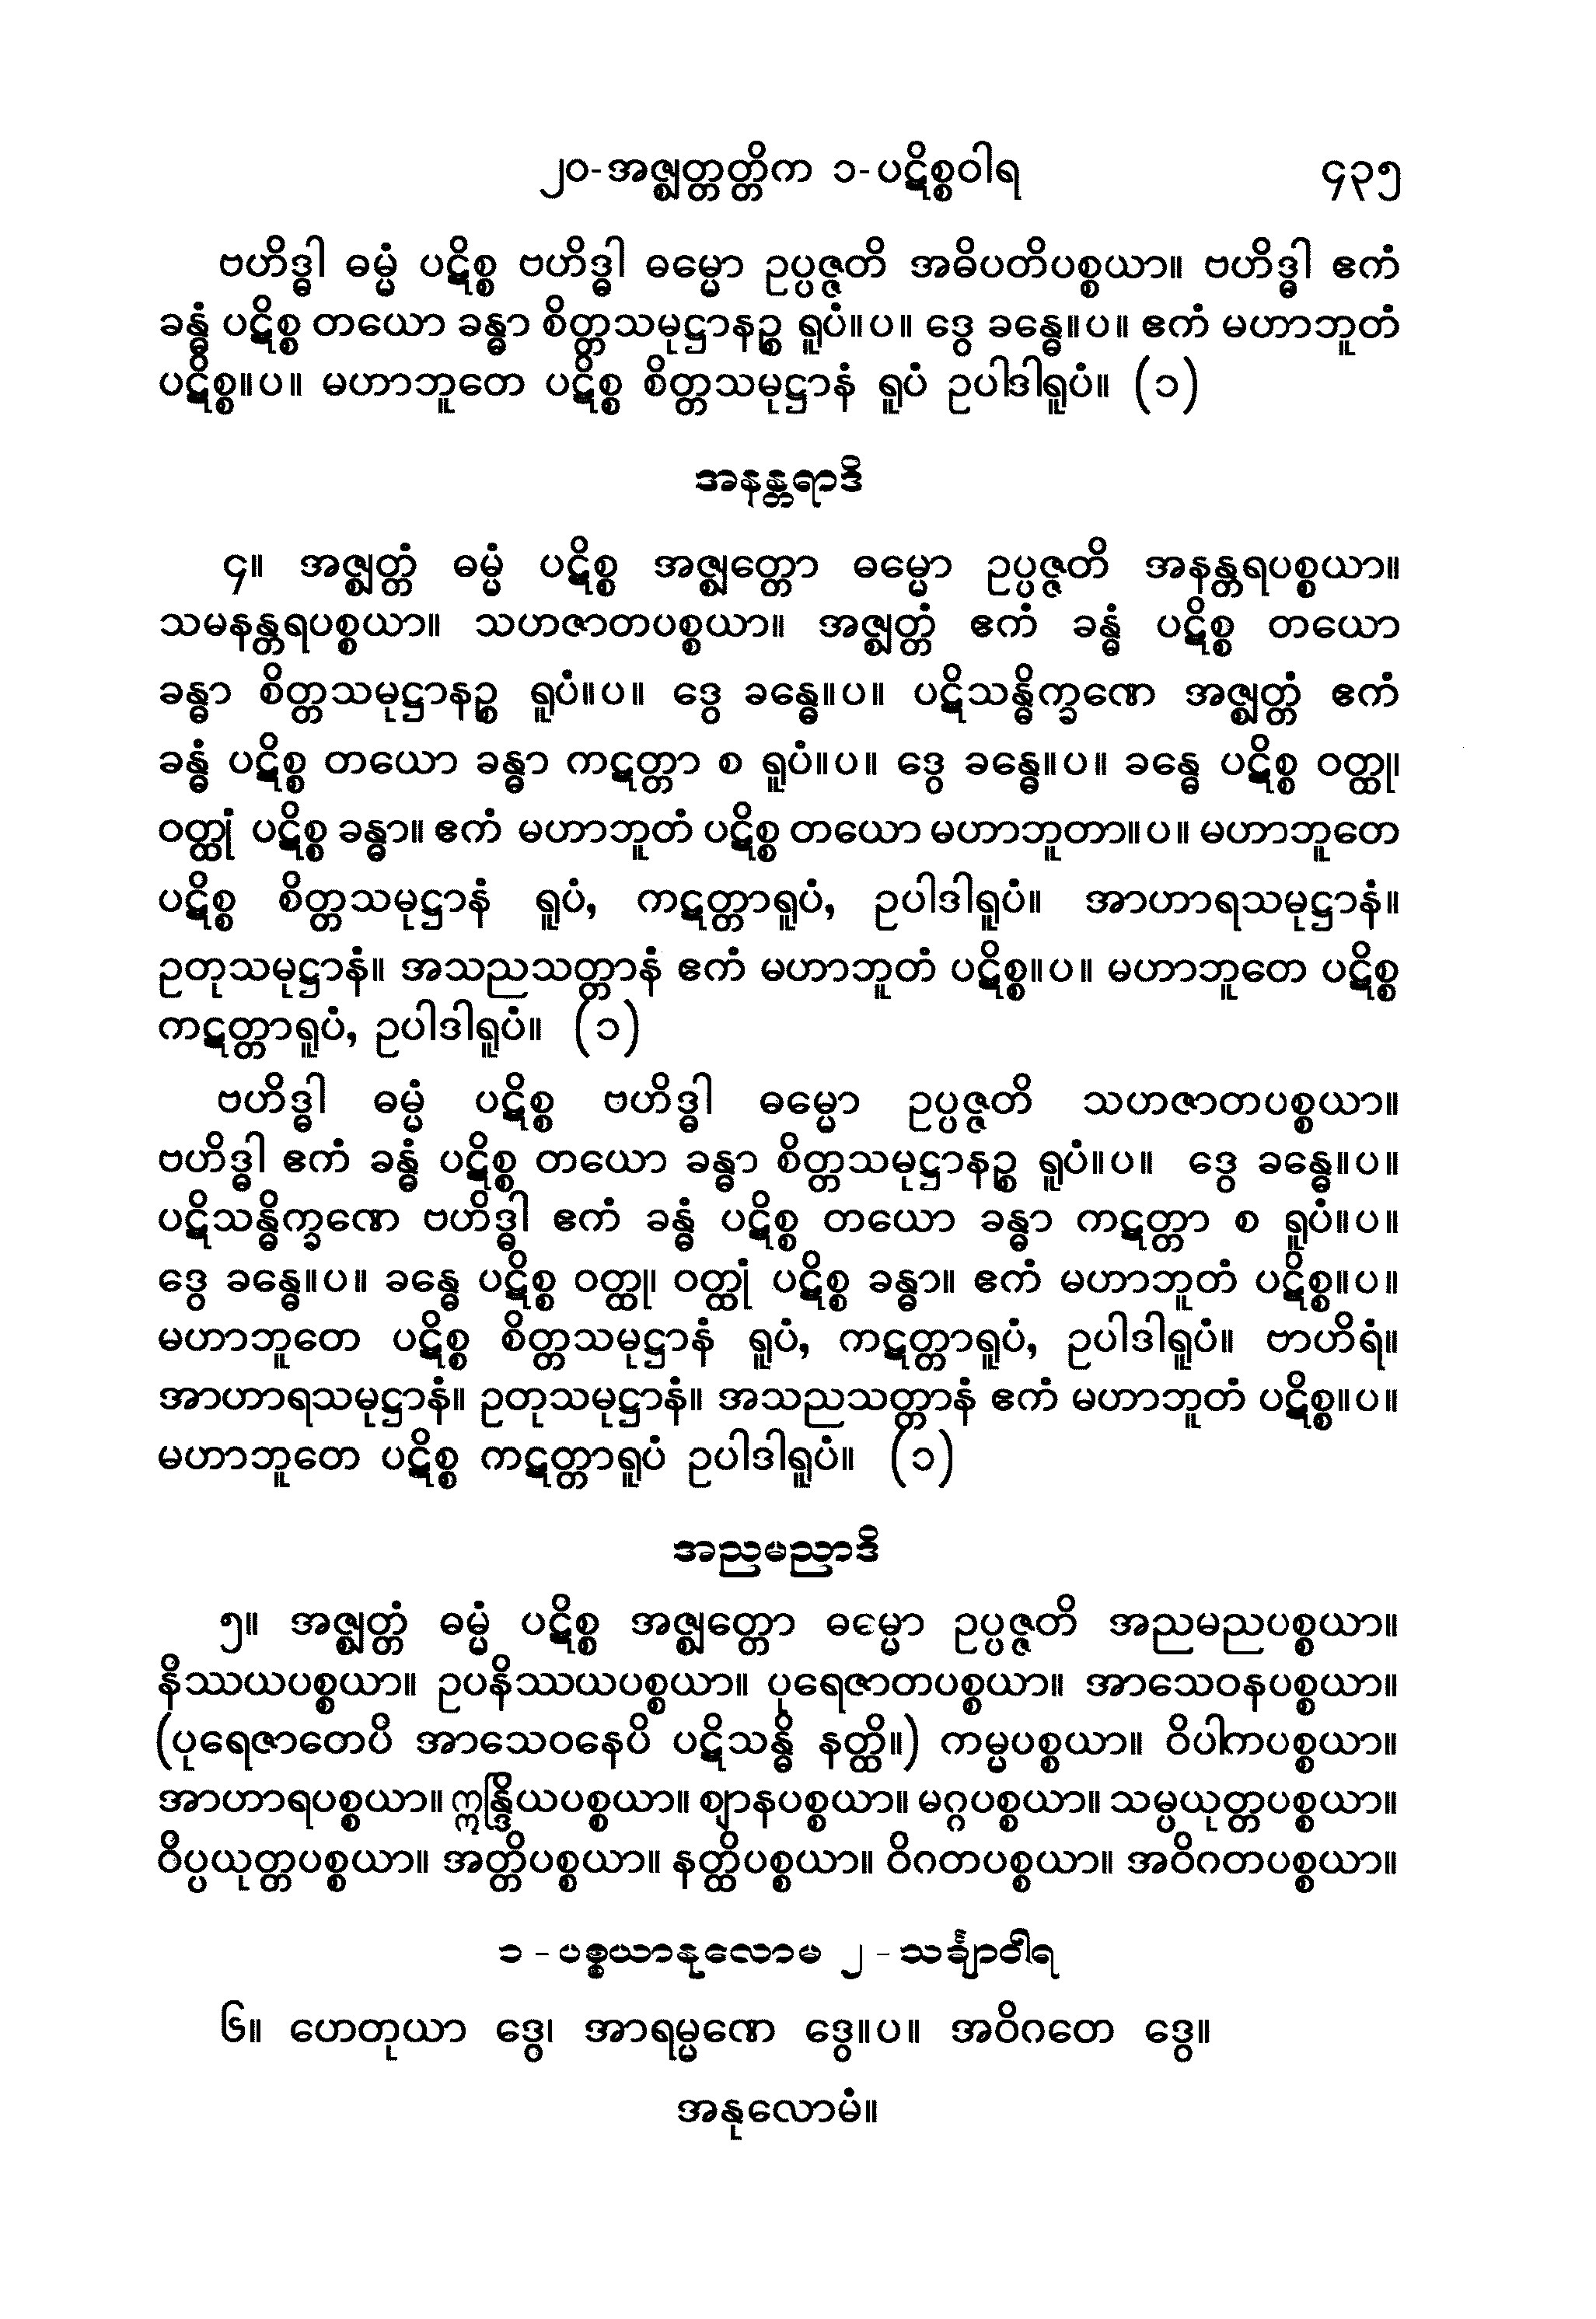 ၂၀-အဇ္ဈတ္တတ္တိက ၁-ပဋိစ္စဝါရ ၄၃၅
ဗဟိဒ္ဓါ ဓမ္မံ ပဋိစ္စ ဗဟိဒ္ဓါ ဓမ္မော ဥပ္ပဇ္ဇတိ အဓိပတိပစ္စယာ။ ဗဟိဒ္ဓါ ဧကံ
ခန္ဓံ ပဋိစ္စ တယော ခန္ဓာ စိတ္တသမုဋ္ဌာနဉ္စ ရူပံ။ပ။ ဒွေ ခန္ဓေ။ပ။ ဧကံ မဟာဘူတံ
ပဋိစ္စ။ပ။ မဟာဘူတေ ပဋိစ္စ စိတ္တသမုဋ္ဌာနံ ရူပံ ဥပါဒါရူပံ။ (၁)
အနန္တရာဒိ
၄။ အဇ္ဈတ္တံ ဓမ္မံ ပဋိစ္စ အဇ္ဈတ္တော ဓမ္မော ဥပ္ပဇ္ဇတိ အနန္တရပစ္စယာ။
သမနန္တရပစ္စယာ။ သဟဇာတပစ္စယာ။ အဇ္ဈတ္တံ ဧကံ ခန္ဓံ ပဋိစ္စ တယော
ခန္ဓာ စိတ္တသမုဋ္ဌာနဉ္စ ရူပံ။ပ။ ဒွေ ခန္ဓေ။ပ။ ပဋိသန္ဓိက္ခဏေ အဇ္ဈတ္တံ ဧကံ
ခန္ဓံ ပဋိစ္စ တယော ခန္ဓာ ကဋတ္တာ စ ရူပံ။ပ။ ဒွေ ခန္ဓေ။ပ။ ခန္ဓေ ပဋိစ္စ ဝတ္ထု၊
ဝတ္ထုံ ပဋိစ္စ ခန္ဓာ။ ဧကံ မဟာဘူတံ ပဋိစ္စ တယော မဟာဘူတာ။ပ။ မဟာဘူတေ
ပဋိစ္စ စိတ္တသမုဋ္ဌာနံ ရူပံ, ကဋတ္တာရူပံ, ဥပါဒါရူပံ။ အာဟာရသမုဋ္ဌာနံ။
ဥတုသမုဋ္ဌာနံ။ အသညသတ္တာနံ ဧကံ မဟာဘူတံ ပဋိစ္စ။ပ။ မဟာဘူတေ ပဋိစ္စ
ကဋတ္တာရူပံ, ဥပါဒါရူပံ။ (၁)
ဗဟိဒ္ဓါ ဓမ္မံ ပဋိစ္စ ဗဟိဒ္ဓါ ဓမ္မော ဥပ္ပဇ္ဇတိ သဟဇာတပစ္စယာ။
ဗဟိဒ္ဓါ ဧကံ ခန္ဓံ ပဋိစ္စ တယော ခန္ဓာ စိတ္တသမုဋ္ဌာနဉ္စ ရူပံ။ပ။ ဒွေ ခန္ဓေ။ပ။
ပဋိသန္ဓိက္ခဏေ ဗဟိဒ္ဓါ ဧကံ ခန္ဓံ ပဋိစ္စ တယော ခန္ဓာ ကဋတ္တာ စ ရူပံ။ပ။
ဒွေ ခန္ဓေ။ပ။ ခန္ဓေ ပဋိစ္စ ဝတ္ထု၊ ဝတ္ထုံ ပဋိစ္စ ခန္ဓာ။ ဧကံ မဟာဘူတံ ပဋိစ္စ။ပ။
မဟာဘူတေ ပဋိစ္စ စိတ္တသမုဋ္ဌာနံ ရူပံ, ကဋတ္တာရူပံ, ဥပါဒါရူပံ။ ဗာဟိရံ။
အာဟာရသမုဋ္ဌာနံ။ ဥတုသမုဋ္ဌာနံ။ အသညသတ္တာနံ ဧကံ မဟာဘူတံ ပဋိစ္စ။ပ။
မဟာဘူတေ ပဋိစ္စ ကဋတ္တာရူပံ ဥပါဒါရူပံ။ (၁)
အညမညာဒိ
၅။ အဇ္ဈတ္တံ ဓမ္မံ ပဋိစ္စ အဇ္ဈတ္တော ဓမ္မော ဥပ္ပဇ္ဇတိ အညမညပစ္စယာ။
နိဿယပစ္စယာ။ ဥပနိဿယပစ္စယာ။ ပုရေဇာတပစ္စယာ။ အာသေဝနပစ္စယာ။
(ပုရေဇာတေပိ အာသေဝနေပိ ပဋိသန္ဓိ နတ္ထိ။) ကမ္မပစ္စယာ။ ဝိပါကပစ္စယာ။
အာဟာရပစ္စယာ။ ဣန္ဒြိယပစ္စယာ။ ဈာနပစ္စယာ။ မဂ္ဂပစ္စယာ။ သမ္ပယုတ္တပစ္စယာ။
ဝိပ္ပယုတ္တပစ္စယာ။ အတ္တိပစ္စယာ။ နတ္ထိပစ္စယာ။ ဝိဂတပစ္စယာ။ အဝိဂတပစ္စယာ။
၁ - ပစ္စယာနုလောမ ၂ - သင်္ချာဝါရ
၆။ ဟေတုယာ ဒွေ၊ အာရမ္မဏေ ဒွေ။ပ။ အဝိဂတေ ဒွေ။
အနုလောမံ။